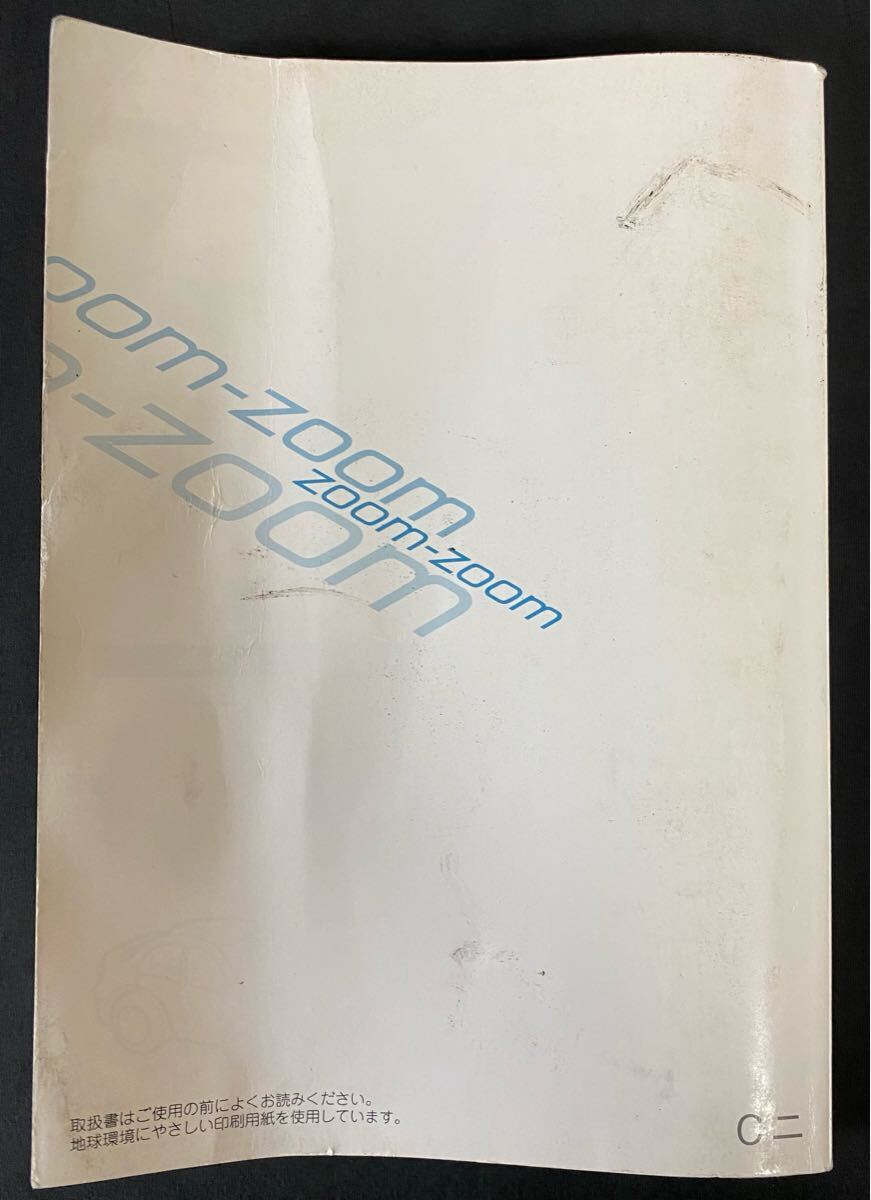 oom-zoom
m-zoom
zoom-zoom
取扱書はご使用の前によくお読みください。
地球環境にやさしい印刷用紙を使用しています。
Cニ